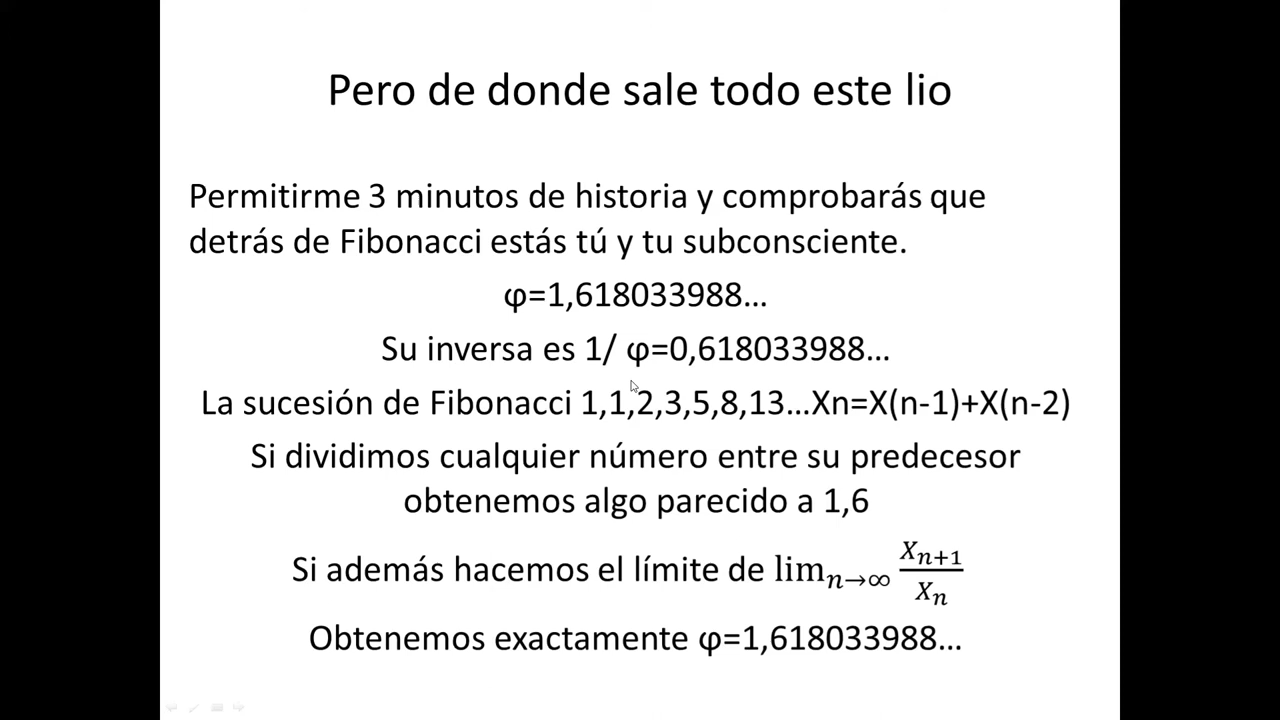 Pero de donde sale todo este lio
Permitirme 3 minutos de historia y comprobarás que
detrás de Fibonacci estás tú y tu subconsciente.
φ=1,618033988…
Su inversa es 1/ φ=0,618033988…
La sucesión de Fibonacci 1,1,2,3,5,8,13…Xn=X(n-1)+X(n-2)
Si dividimos cualquier número entre su predecesor
obtenemos algo parecido a 1,6
Si además hacemos el límite de lim_{n→∞} X_{n+1}/X_n
Obtenemos exactamente φ=1,618033988…